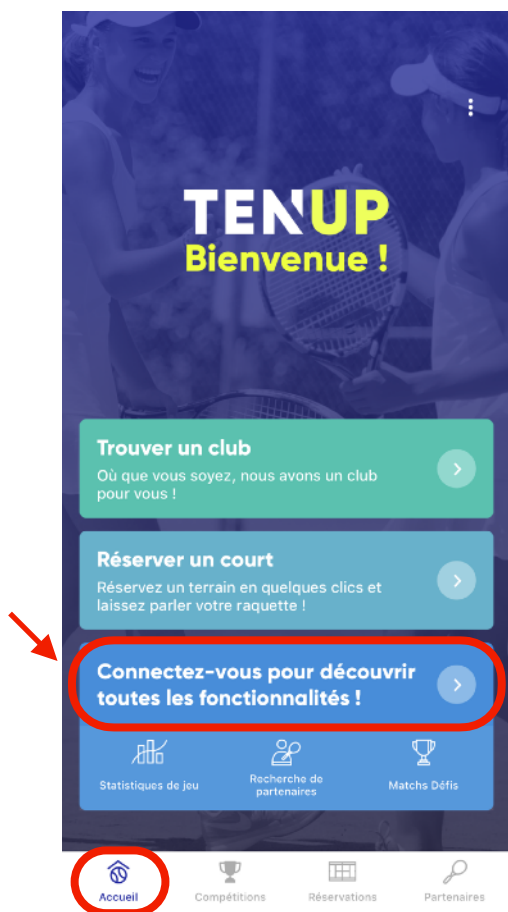 TENUP
Bienvenue !
Trouver un club
Où que vous soyez, nous avons un club
pour vous !
Réserver un court
Réservez un terrain en quelques clics et
laissez parler votre raquette !
Connectez-vous pour découvrir
toutes les fonctionnalités !
Statistiques de jeu
Recherche de
partenaires
Matchs Défis
Accueil
Compétitions
Réservations
Partenaires